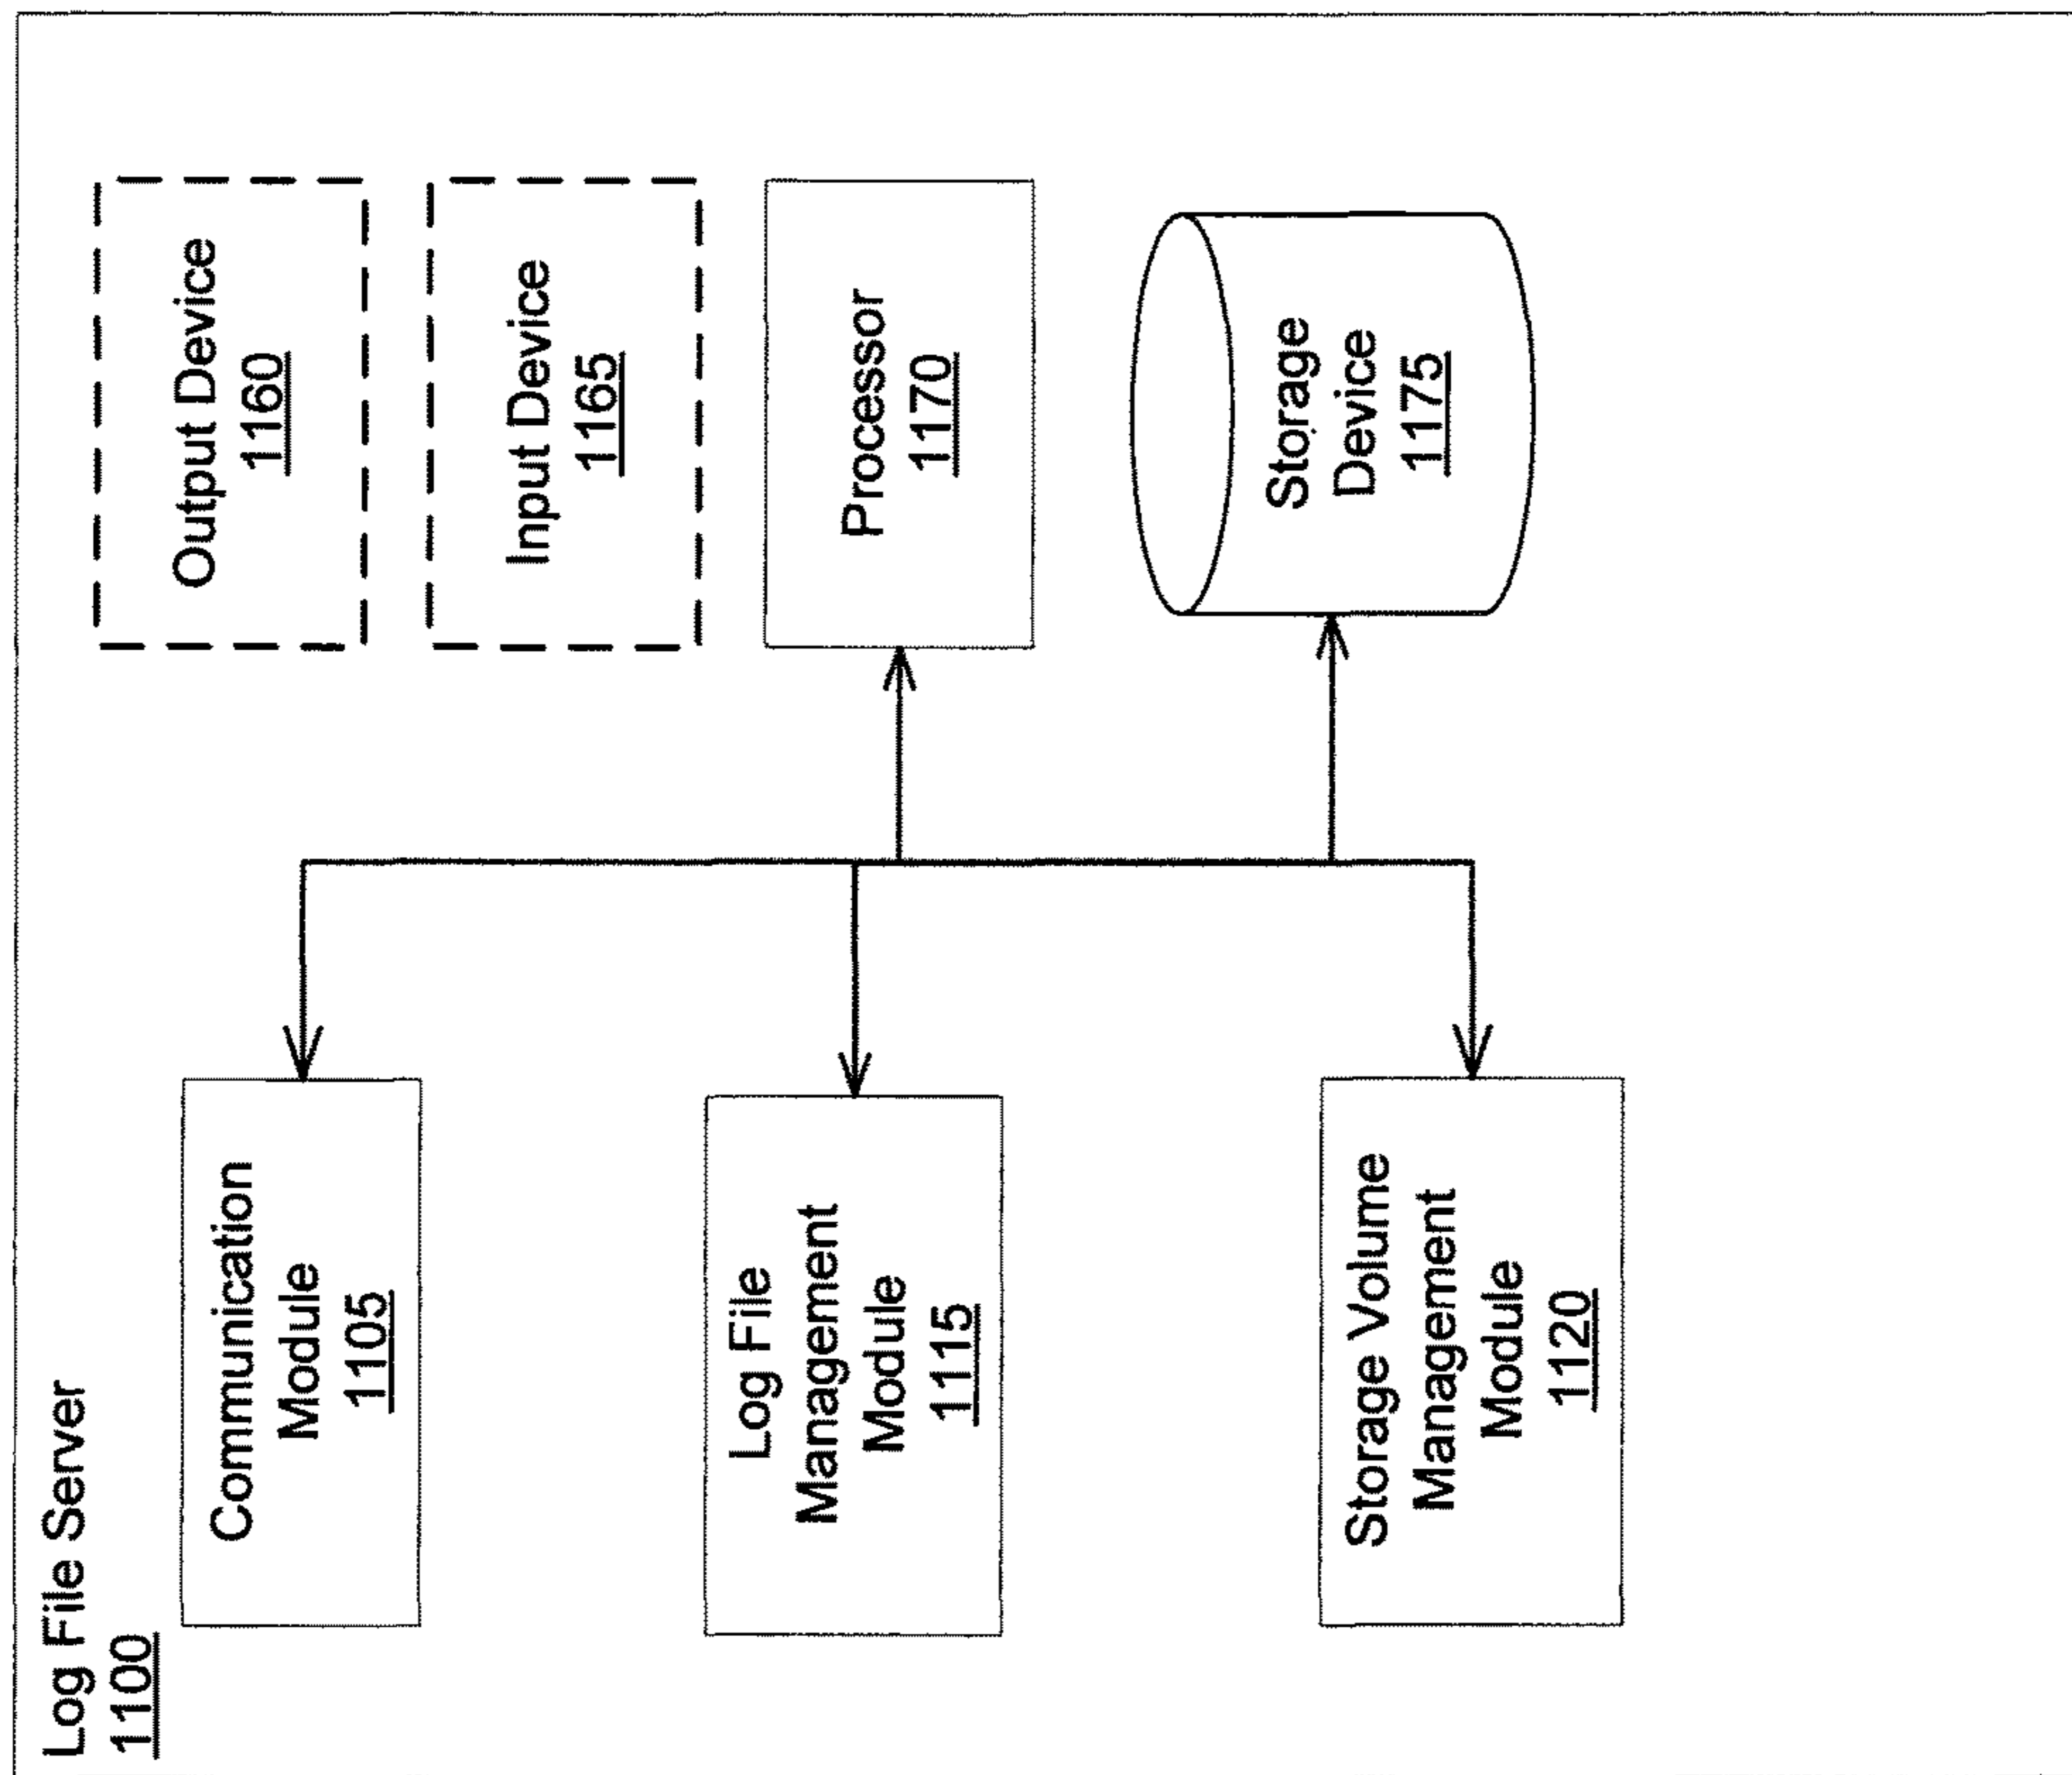 Log File Server
1100
Communication
Module
1105
Log File
Management
Module
1115
Storage Volume
Management
Module
1120
Output Device
1160
Input Device
1165
Processor
1170
Storage
Device
1175